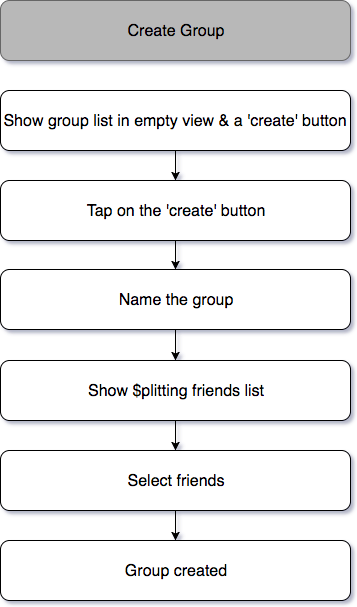 Create Group
Show group list in empty view & a 'create' button
Tap on the 'create' button
Name the group
Show $plitting friends list
Select friends
Group created